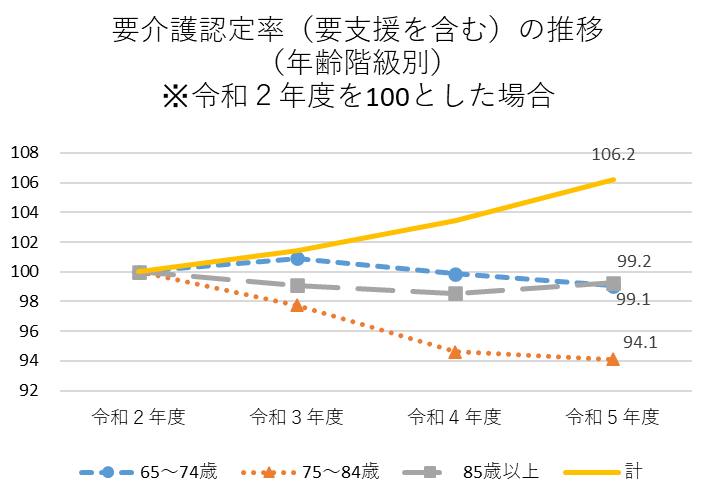 要介護認定率（要支援を含む）の推移
（年齢階級別）
※令和２年度を100とした場合
108
106
104
102
100
98
96
94
92
106.2
99.2
99.1
94.1
令和２年度
令和３年度
令和４年度
令和５年度
65～74歳
75～84歳
85歳以上
計